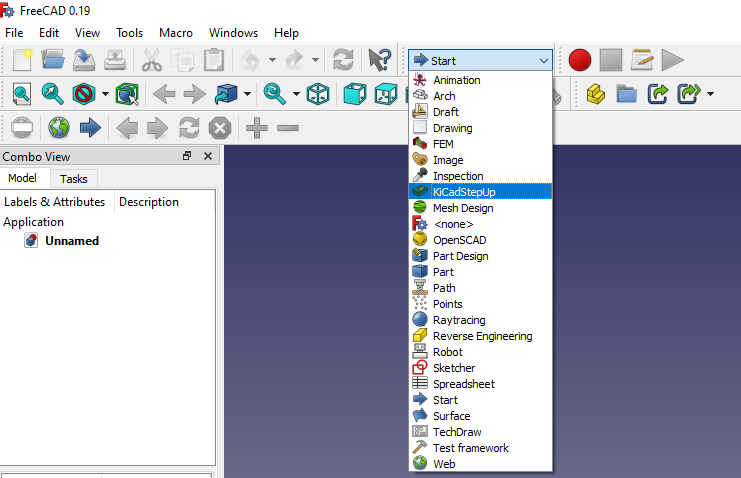 FreeCAD 0.19
File Edit View Tools Macro Windows Help
Start
Animation
Arch
Draft
Drawing
FEM
Image
Inspection
KiCadStepUp
Mesh Design
<none>
OpenSCAD
Part Design
Part
Path
Points
Raytracing
Reverse Engineering
Robot
Sketcher
Spreadsheet
Start
Surface
TechDraw
Test framework
Web
Combo View
Model Tasks
Labels & Attributes Description
Application
Unnamed